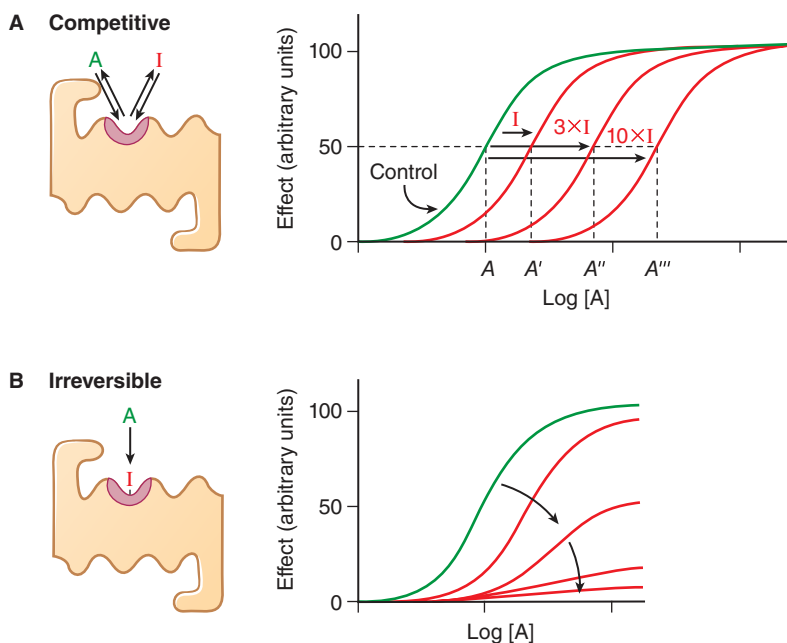 A Competitive
A I
Effect (arbitrary units)
100
50
0
Control
I
3×I
10×I
A A' A'' A'''
Log [A]
B Irreversible
A
I
Effect (arbitrary units)
100
50
0
Log [A]